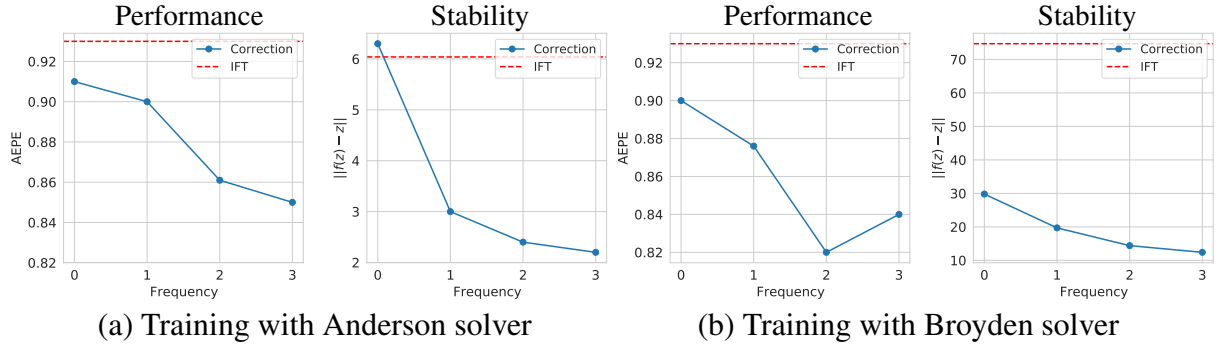 Performance
Stability
Performance
Stability
AEPE
0.92
0.90
0.88
0.86
0.84
0.82
Correction
IFT
0 1 2 3
Frequency
||f(z) − z||
6
5
4
3
2
Correction
IFT
0 1 2 3
Frequency
AEPE
0.92
0.90
0.88
0.86
0.84
0.82
Correction
IFT
0 1 2 3
Frequency
||f(z) − z||
70
60
50
40
30
20
10
Correction
IFT
0 1 2 3
Frequency
(a) Training with Anderson solver
(b) Training with Broyden solver